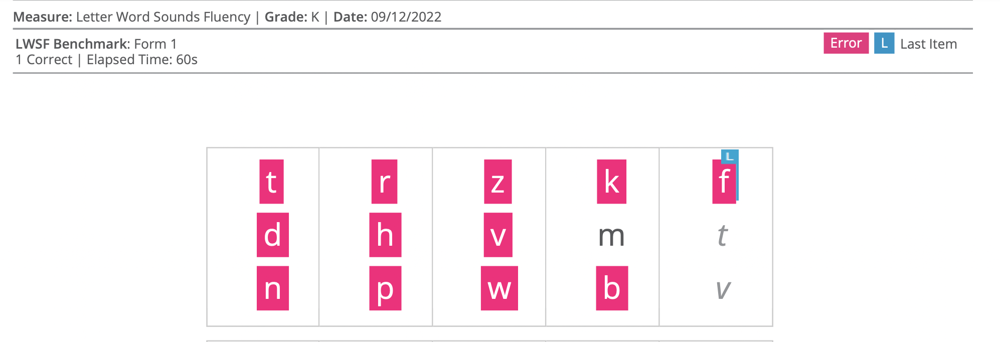 Measure: Letter Word Sounds Fluency | Grade: K | Date: 09/12/2022
LWSF Benchmark: Form 1
1 Correct | Elapsed Time: 60s
Error L Last Item
L
t r z k f
d h v m t
n p w b v